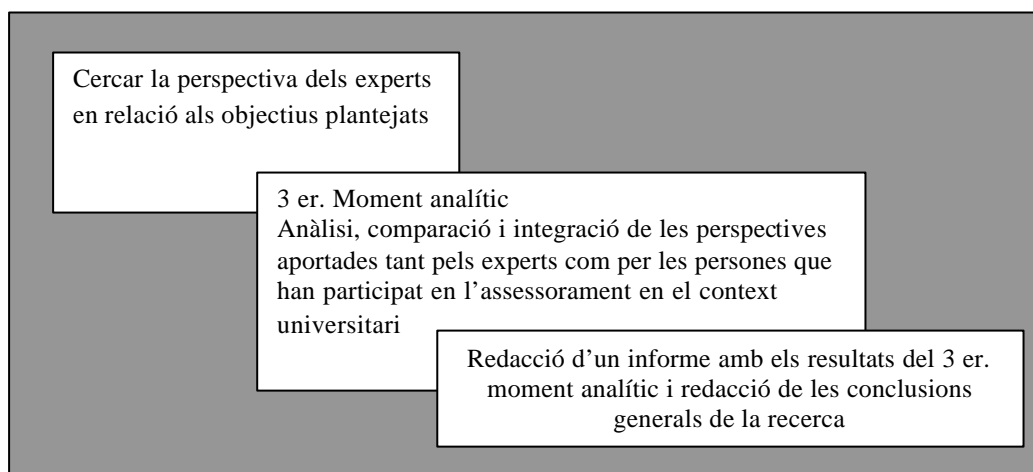 Cercar la perspectiva dels experts
en relació als objectius plantejats
3 er. Moment analític
Anàlisi, comparació i integració de les perspectives
aportades tant pels experts com per les persones que
han participat en l’assessorament en el context
universitari
Redacció d’un informe amb els resultats del 3 er.
moment analític i redacció de les conclusions
generals de la recerca